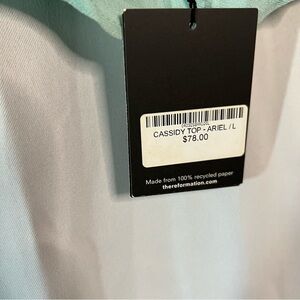 CASSIDY TOP - ARIEL / L
$78.00
Made from 100% recycled paper
thereformation.com